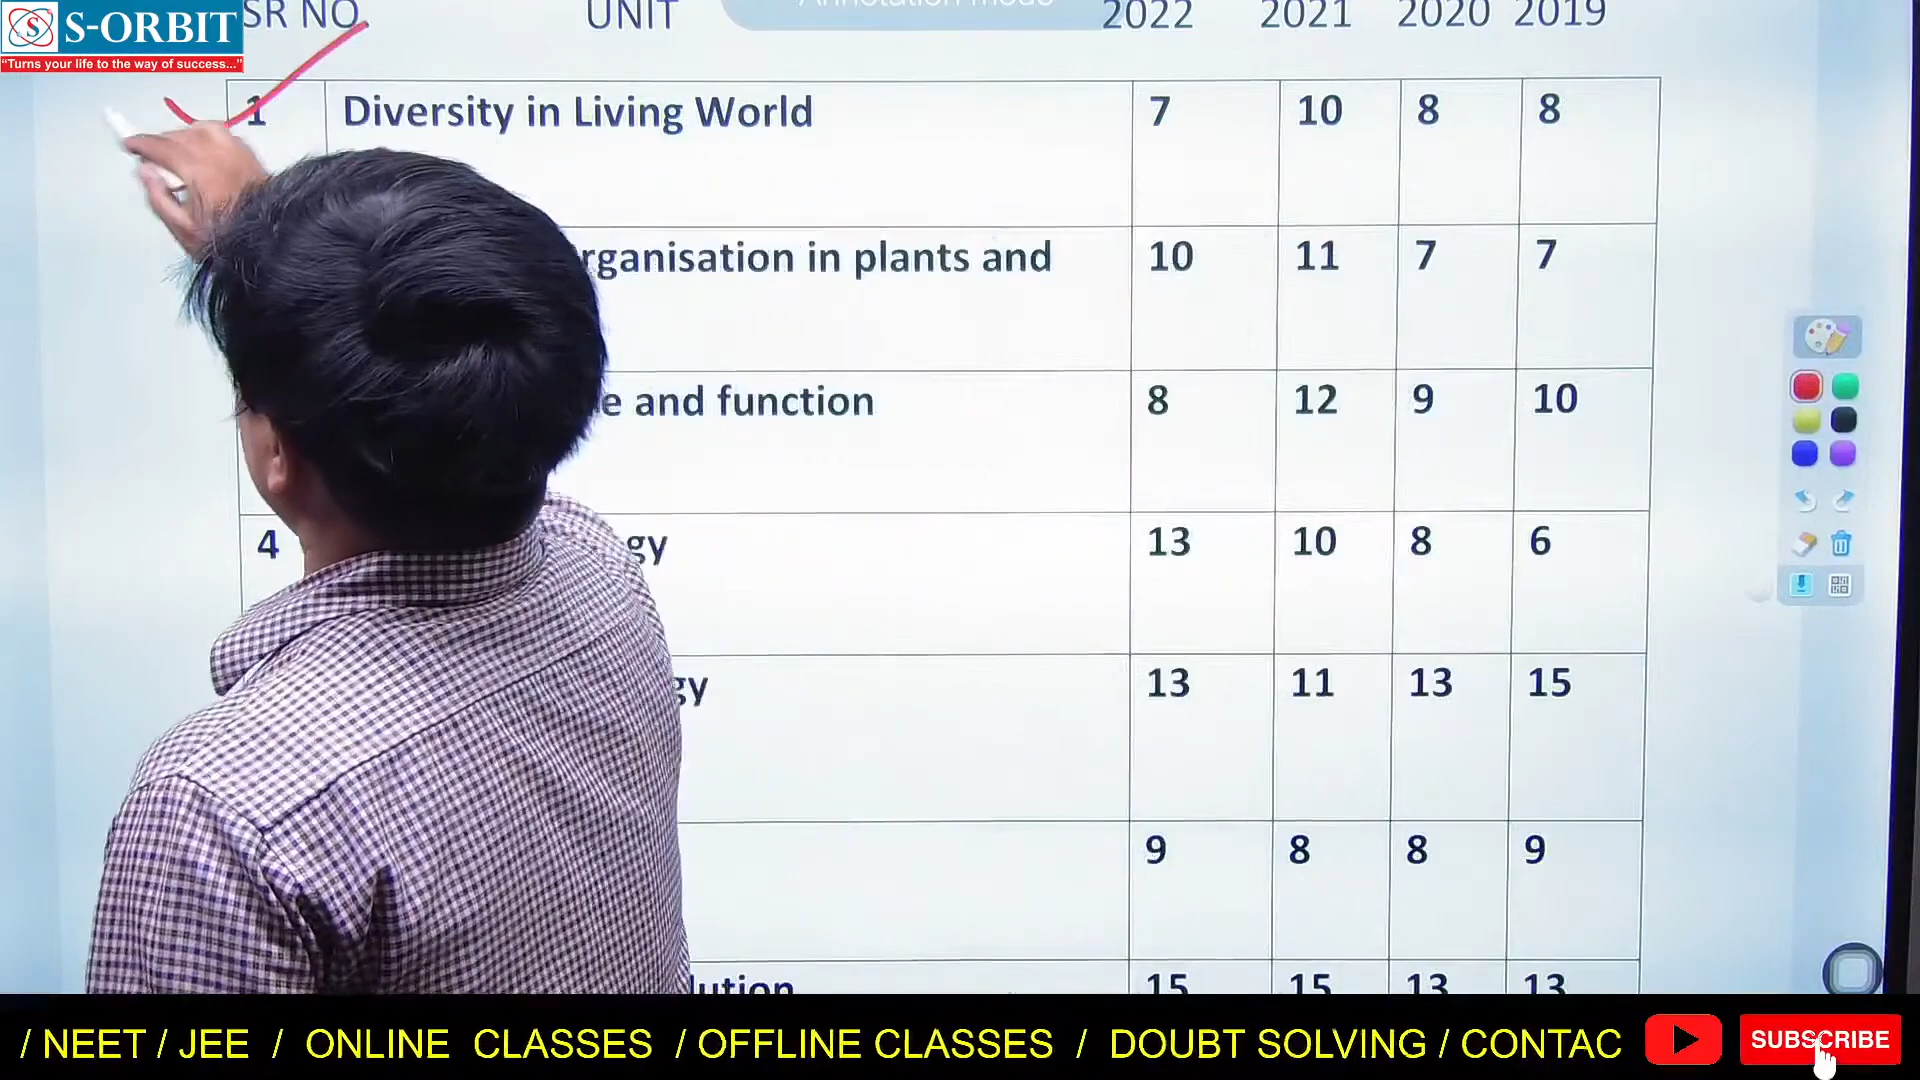 S
S-ORBIT
"Turns your life to the way of success..."
SR NO UNIT 2022 2021 2020 2019
1 Diversity in Living World 7 10 8 8
rganisation in plants and 10 11 7 7
e and function 8 12 9 10
4 gy 13 10 8 6
gy 13 11 13 15
9 8 8 9
lution 15 15 13 13
/ NEET / JEE / ONLINE CLASSES / OFFLINE CLASSES / DOUBT SOLVING / CONTAC
SUBSCRIBE